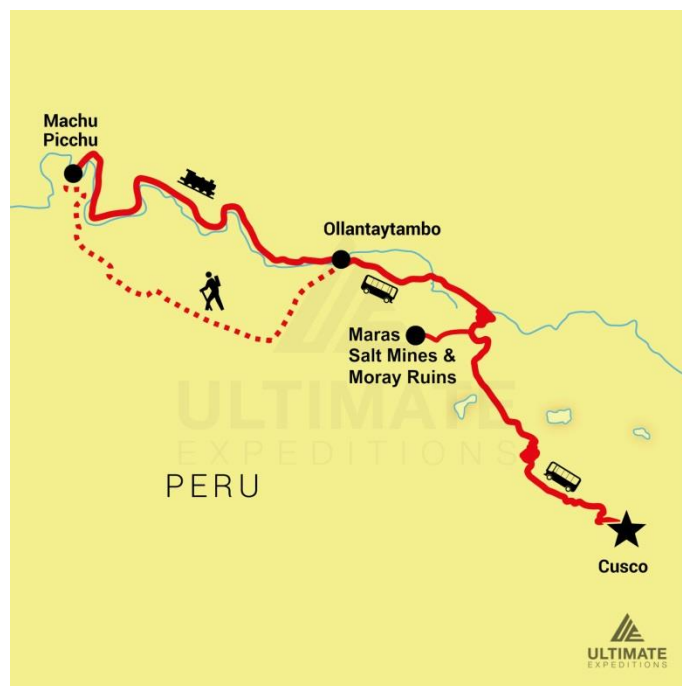 Machu
Picchu
Ollantaytambo
Maras
Salt Mines &
Moray Ruins
ULTIMATE
EXPEDITIONS
PERU
Cusco
ULTIMATE
EXPEDITIONS